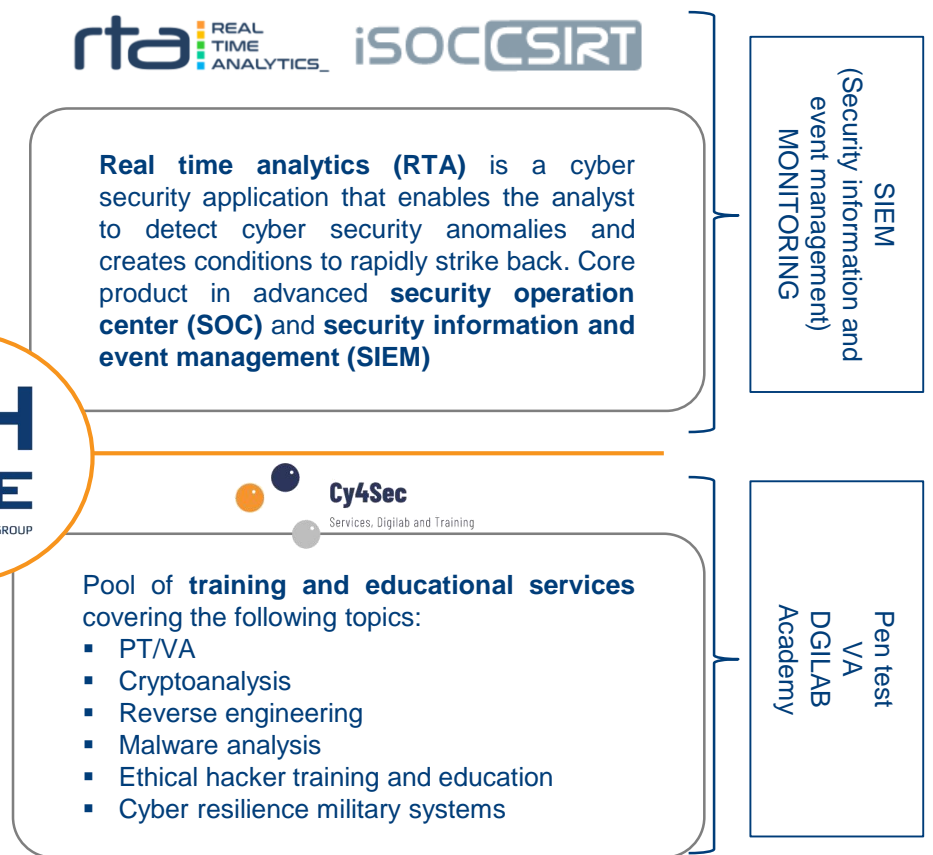 rta REAL
TIME
ANALYTICS_
iSOC CSIRT
Real time analytics (RTA) is a cyber
security application that enables the analyst
to detect cyber security anomalies and
creates conditions to rapidly strike back. Core
product in advanced security operation
center (SOC) and security information and
event management (SIEM)
SIEM
(Security information and
event management)
MONITORING
H
E
GROUP
Cy4Sec
Services, Digilab and Training
Pool of training and educational services
covering the following topics:
▪ PT/VA
▪ Cryptoanalysis
▪ Reverse engineering
▪ Malware analysis
▪ Ethical hacker training and education
▪ Cyber resilience military systems
Pen test
VA
DGILAB
Academy